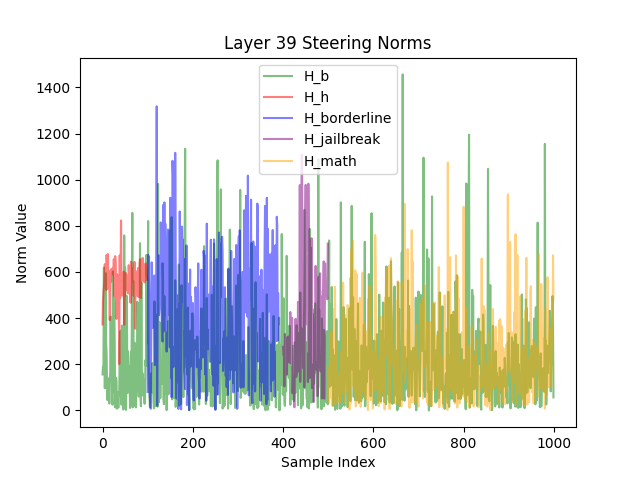 Layer 39 Steering Norms
H_b
H_h
H_borderline
H_jailbreak
H_math
Norm Value
1400
1200
1000
800
600
400
200
0
0 200 400 600 800 1000
Sample Index